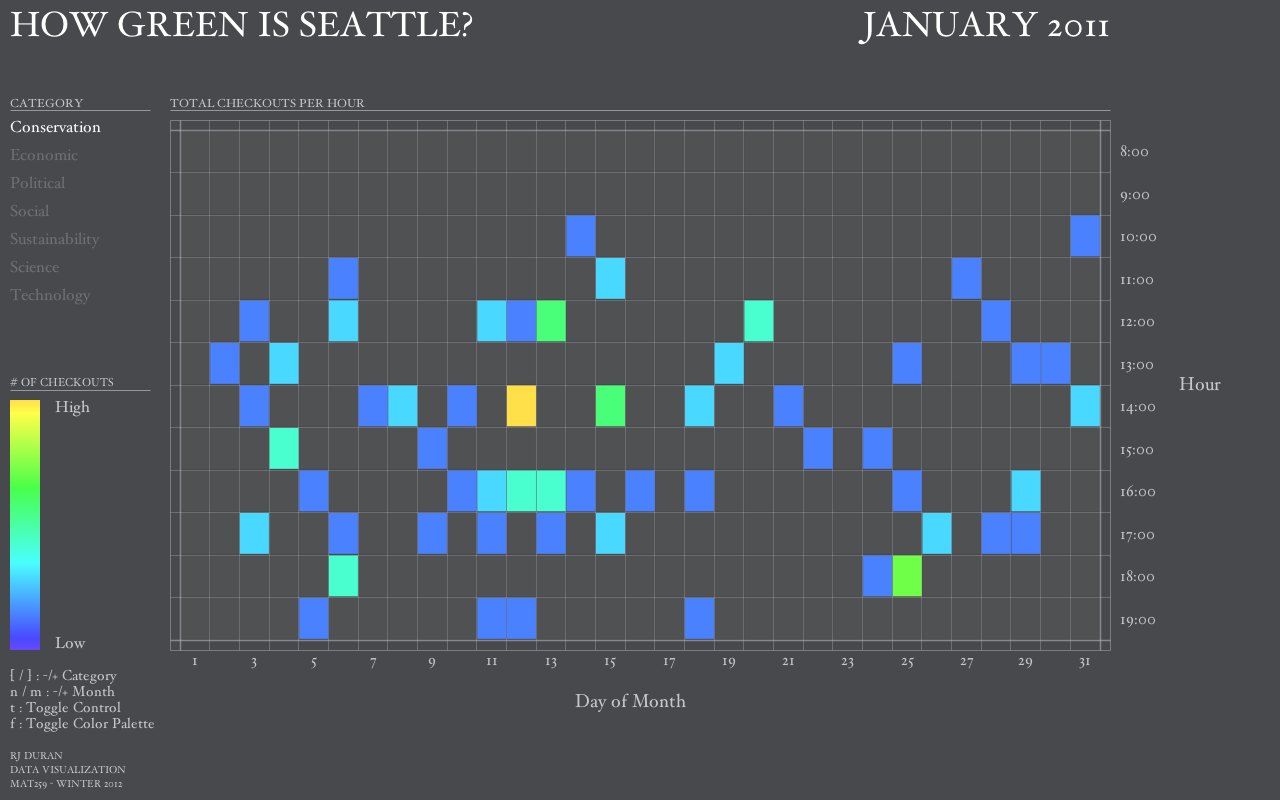 HOW GREEN IS SEATTLE?
JANUARY 2011
CATEGORY
TOTAL CHECKOUTS PER HOUR
Conservation
Economic
Political
Social
Sustainability
Science
Technology
8:00
9:00
10:00
11:00
12:00
13:00
14:00
15:00
16:00
17:00
18:00
19:00
Hour
# OF CHECKOUTS
High
Low
1 3 5 7 9 11 13 15 17 19 21 23 25 27 29 31
Day of Month
[ / ] : -/+ Category
n / m : -/+ Month
t : Toggle Control
f : Toggle Color Palette
RJ DURAN
DATA VISUALIZATION
MAT259 - WINTER 2012